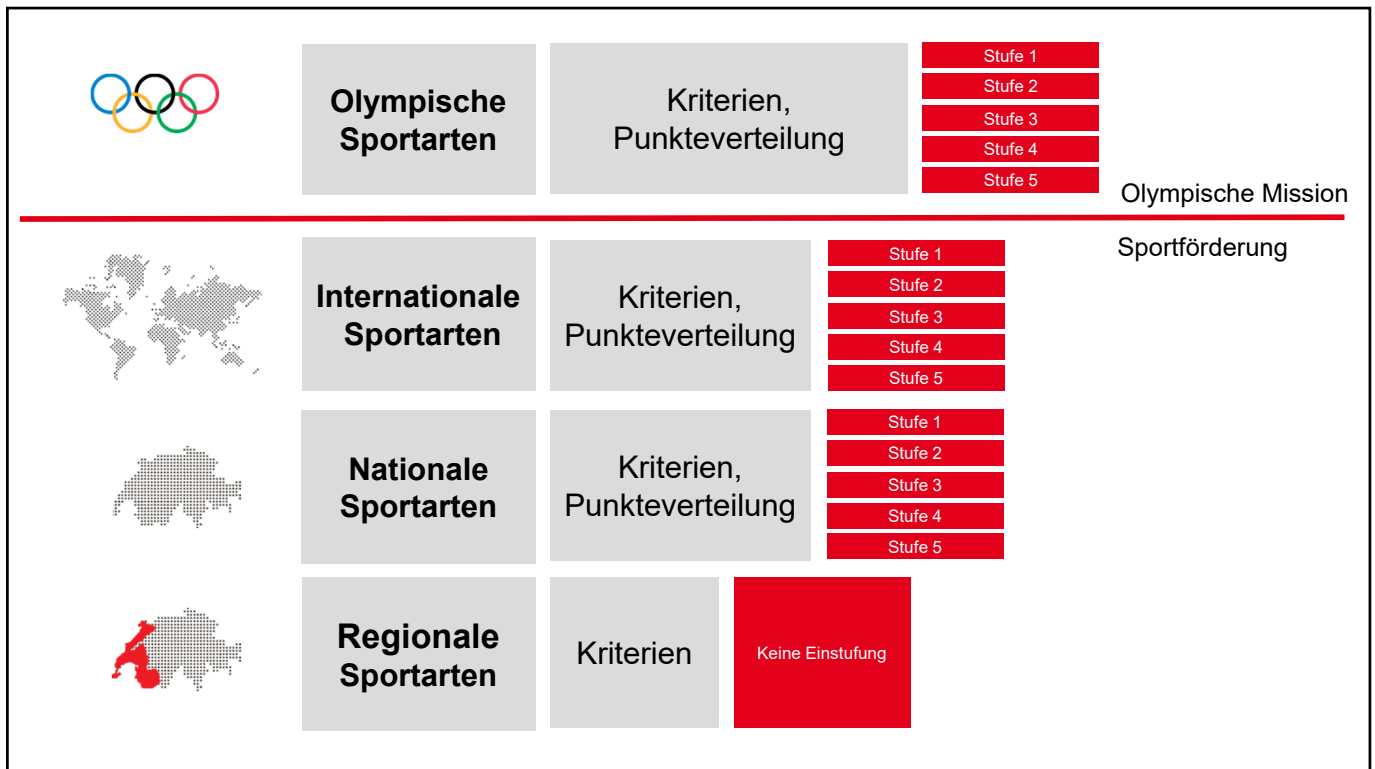 Olympische
Sportarten
Kriterien,
Punkteverteilung
Stufe 1
Stufe 2
Stufe 3
Stufe 4
Stufe 5
Olympische Mission
Sportförderung
Internationale
Sportarten
Kriterien,
Punkteverteilung
Stufe 1
Stufe 2
Stufe 3
Stufe 4
Stufe 5
Nationale
Sportarten
Kriterien,
Punkteverteilung
Stufe 1
Stufe 2
Stufe 3
Stufe 4
Stufe 5
Regionale
Sportarten
Kriterien
Keine Einstufung